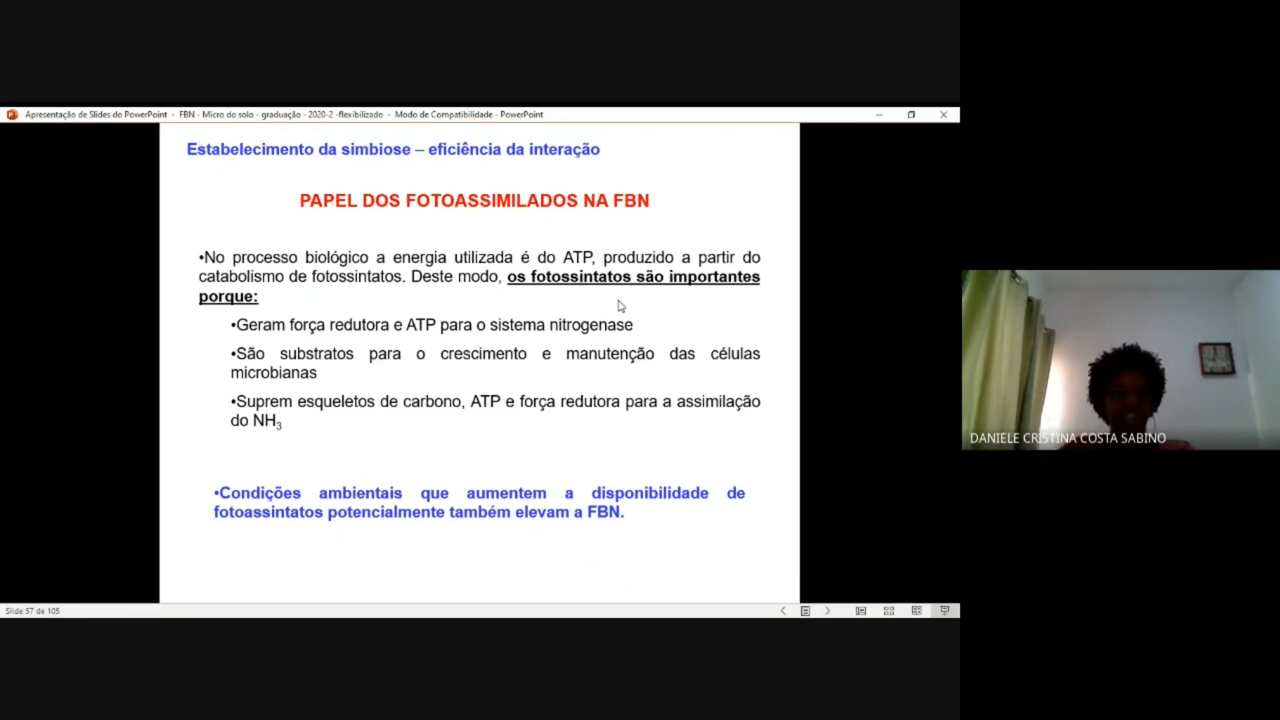 Apresentação de Slides do PowerPoint - FBN - Micro do solo - graduação - 2020-2 -flexibilizado - Modo de Compatibilidade - PowerPoint
Estabelecimento da simbiose – eficiência da interação
PAPEL DOS FOTOASSIMILADOS NA FBN
•No processo biológico a energia utilizada é do ATP, produzido a partir do
catabolismo de fotossintatos. Deste modo, os fotossintatos são importantes
porque:
•Geram força redutora e ATP para o sistema nitrogenase
•São substratos para o crescimento e manutenção das células
microbianas
•Suprem esqueletos de carbono, ATP e força redutora para a assimilação
do NH3
•Condições ambientais que aumentem a disponibilidade de
fotoassintatos potencialmente também elevam a FBN.
DANIELE CRISTINA COSTA SABINO
Slide 57 de 105